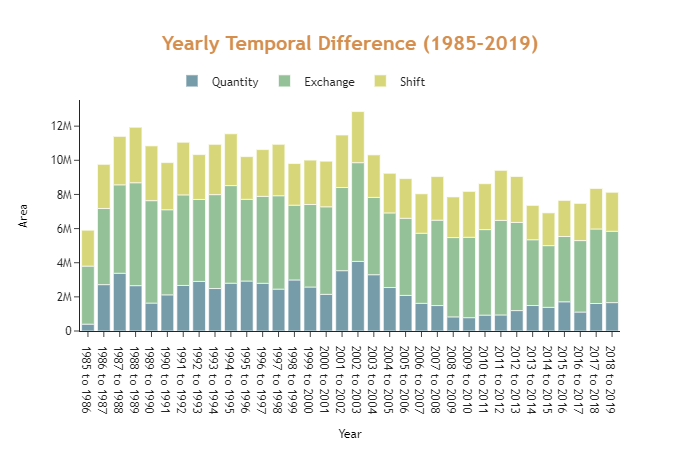 Yearly Temporal Difference (1985-2019)
Quantity Exchange Shift
12M
10M
8M
6M
4M
2M
0
Area
1985 to 1986
1986 to 1987
1987 to 1988
1988 to 1989
1989 to 1990
1990 to 1991
1991 to 1992
1992 to 1993
1993 to 1994
1994 to 1995
1995 to 1996
1996 to 1997
1997 to 1998
1998 to 1999
1999 to 2000
2000 to 2001
2001 to 2002
2002 to 2003
2003 to 2004
2004 to 2005
2005 to 2006
2006 to 2007
2007 to 2008
2008 to 2009
2009 to 2010
2010 to 2011
2011 to 2012
2012 to 2013
2013 to 2014
2014 to 2015
2015 to 2016
2016 to 2017
2017 to 2018
2018 to 2019
Year